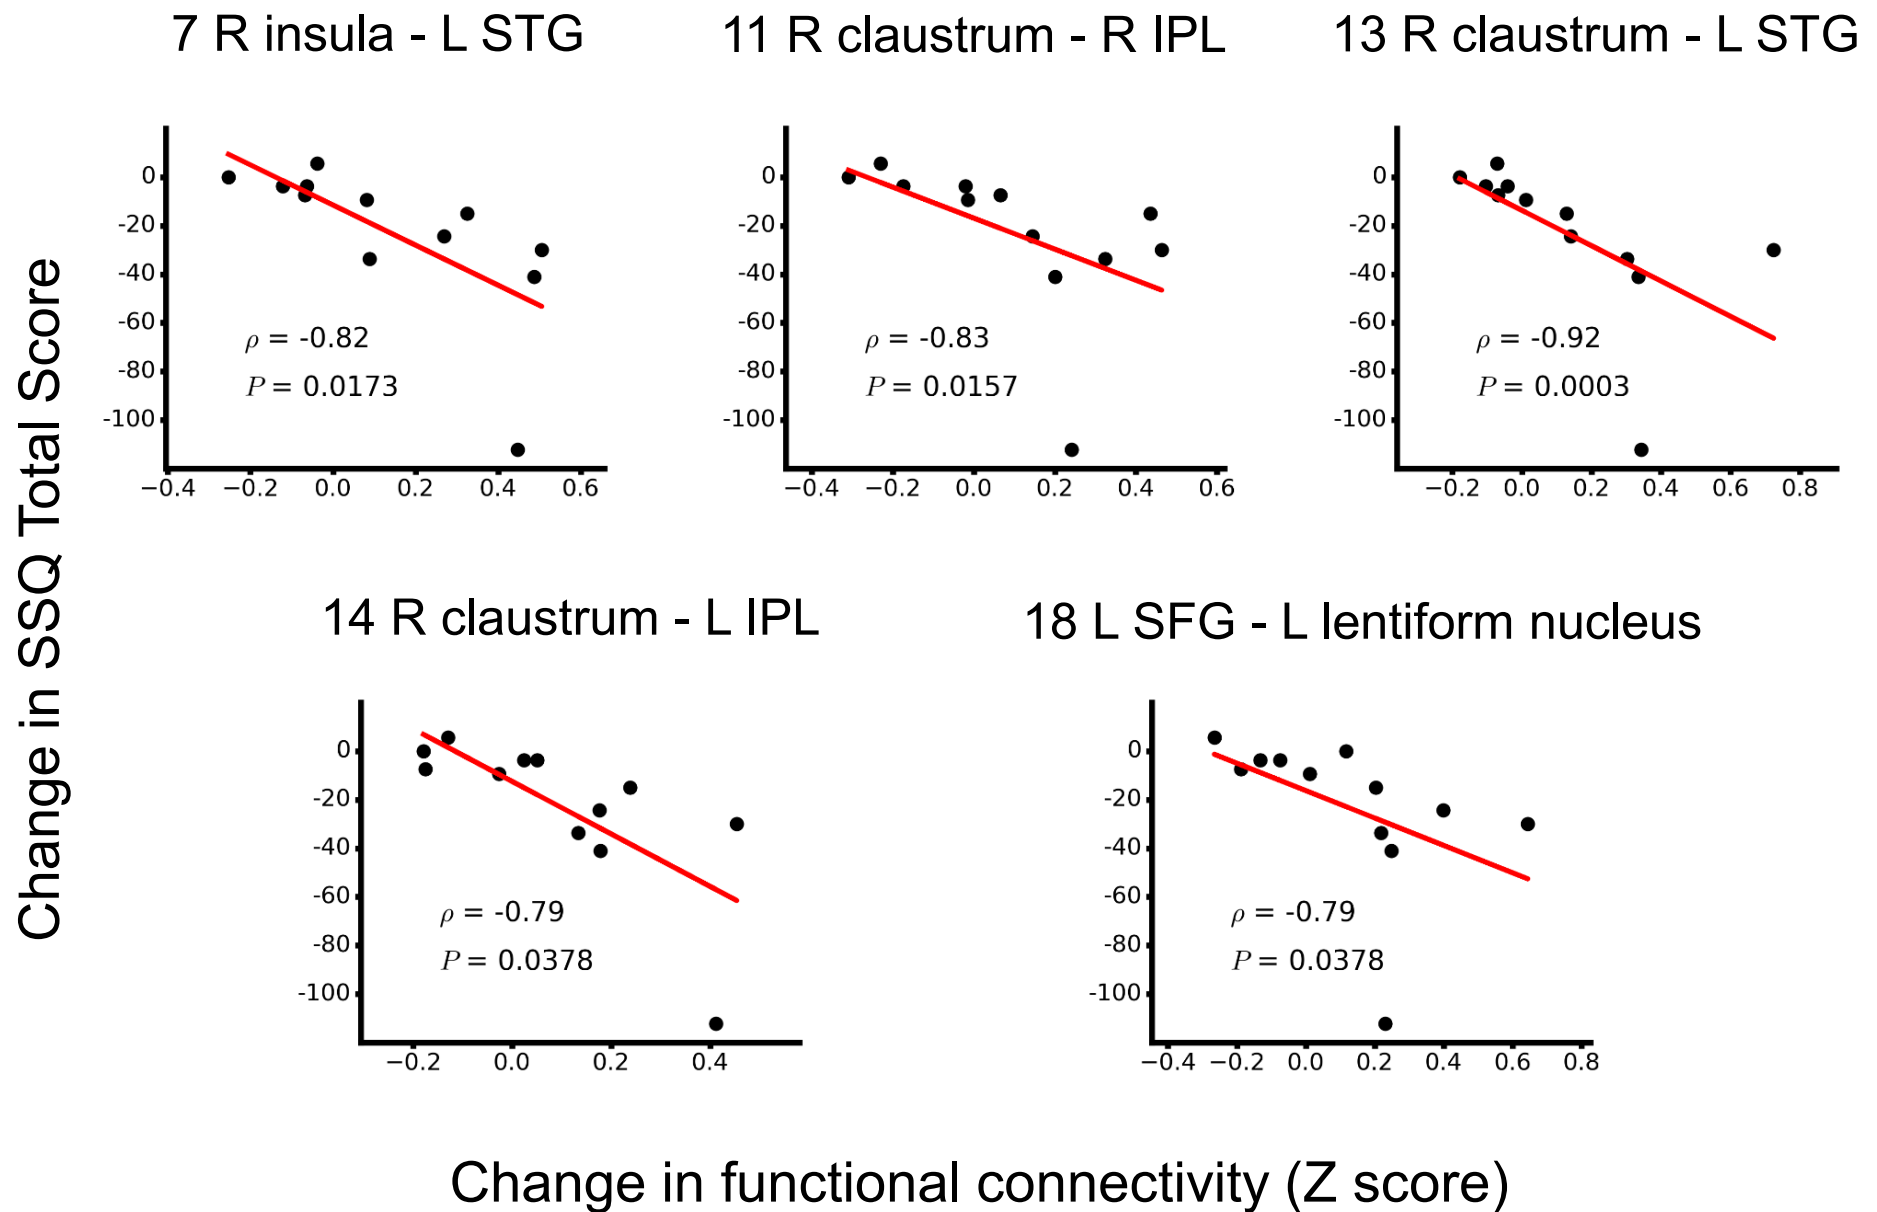 7 R insula - L STG
11 R claustrum - R IPL
13 R claustrum - L STG
Change in SSQ Total Score
0
-20
-40
-60
-80
-100
ρ = -0.82
P = 0.0173
−0.4 −0.2 0.0 0.2 0.4 0.6
0
-20
-40
-60
-80
-100
ρ = -0.83
P = 0.0157
−0.4 −0.2 0.0 0.2 0.4 0.6
0
-20
-40
-60
-80
-100
ρ = -0.92
P = 0.0003
−0.2 0.0 0.2 0.4 0.6 0.8
14 R claustrum - L IPL
18 L SFG - L lentiform nucleus
0
-20
-40
-60
-80
-100
ρ = -0.79
P = 0.0378
−0.2 0.0 0.2 0.4
0
-20
-40
-60
-80
-100
ρ = -0.79
P = 0.0378
−0.4 −0.2 0.0 0.2 0.4 0.6 0.8
Change in functional connectivity (Z score)